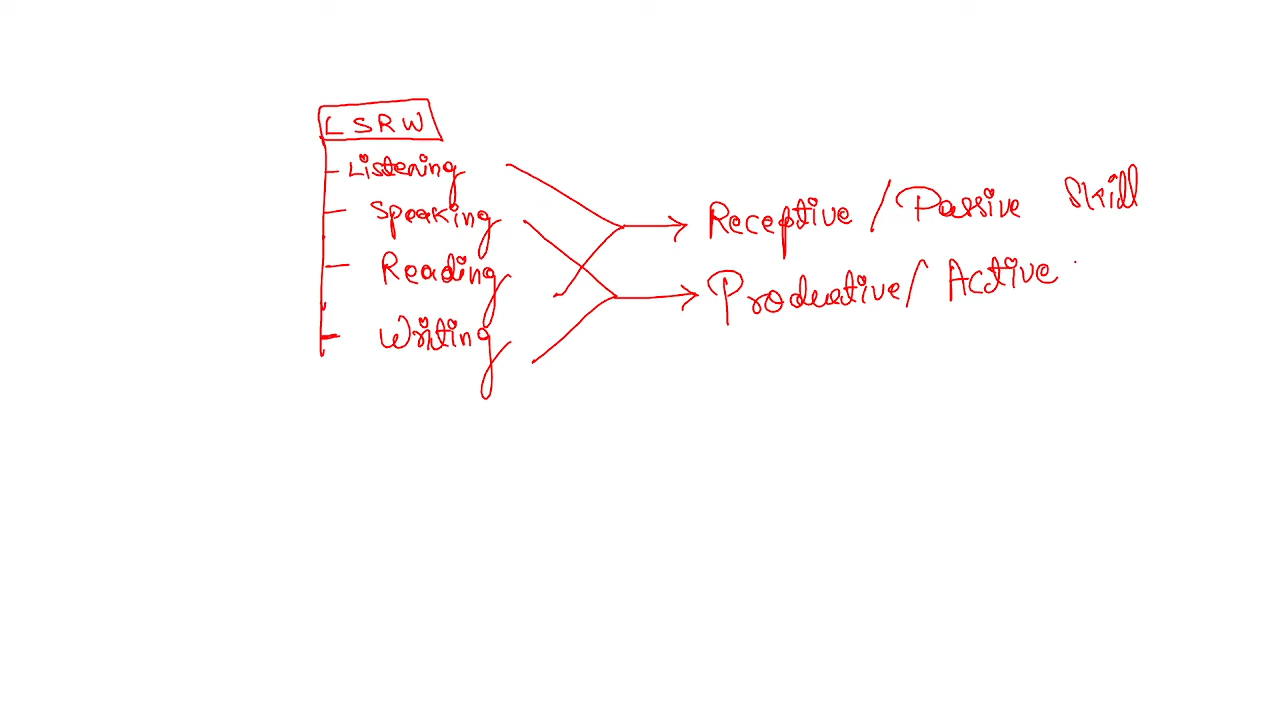 LSRW
Listening
Speaking
Reading
Writing
Receptive / Passive Skill
Productive / Active